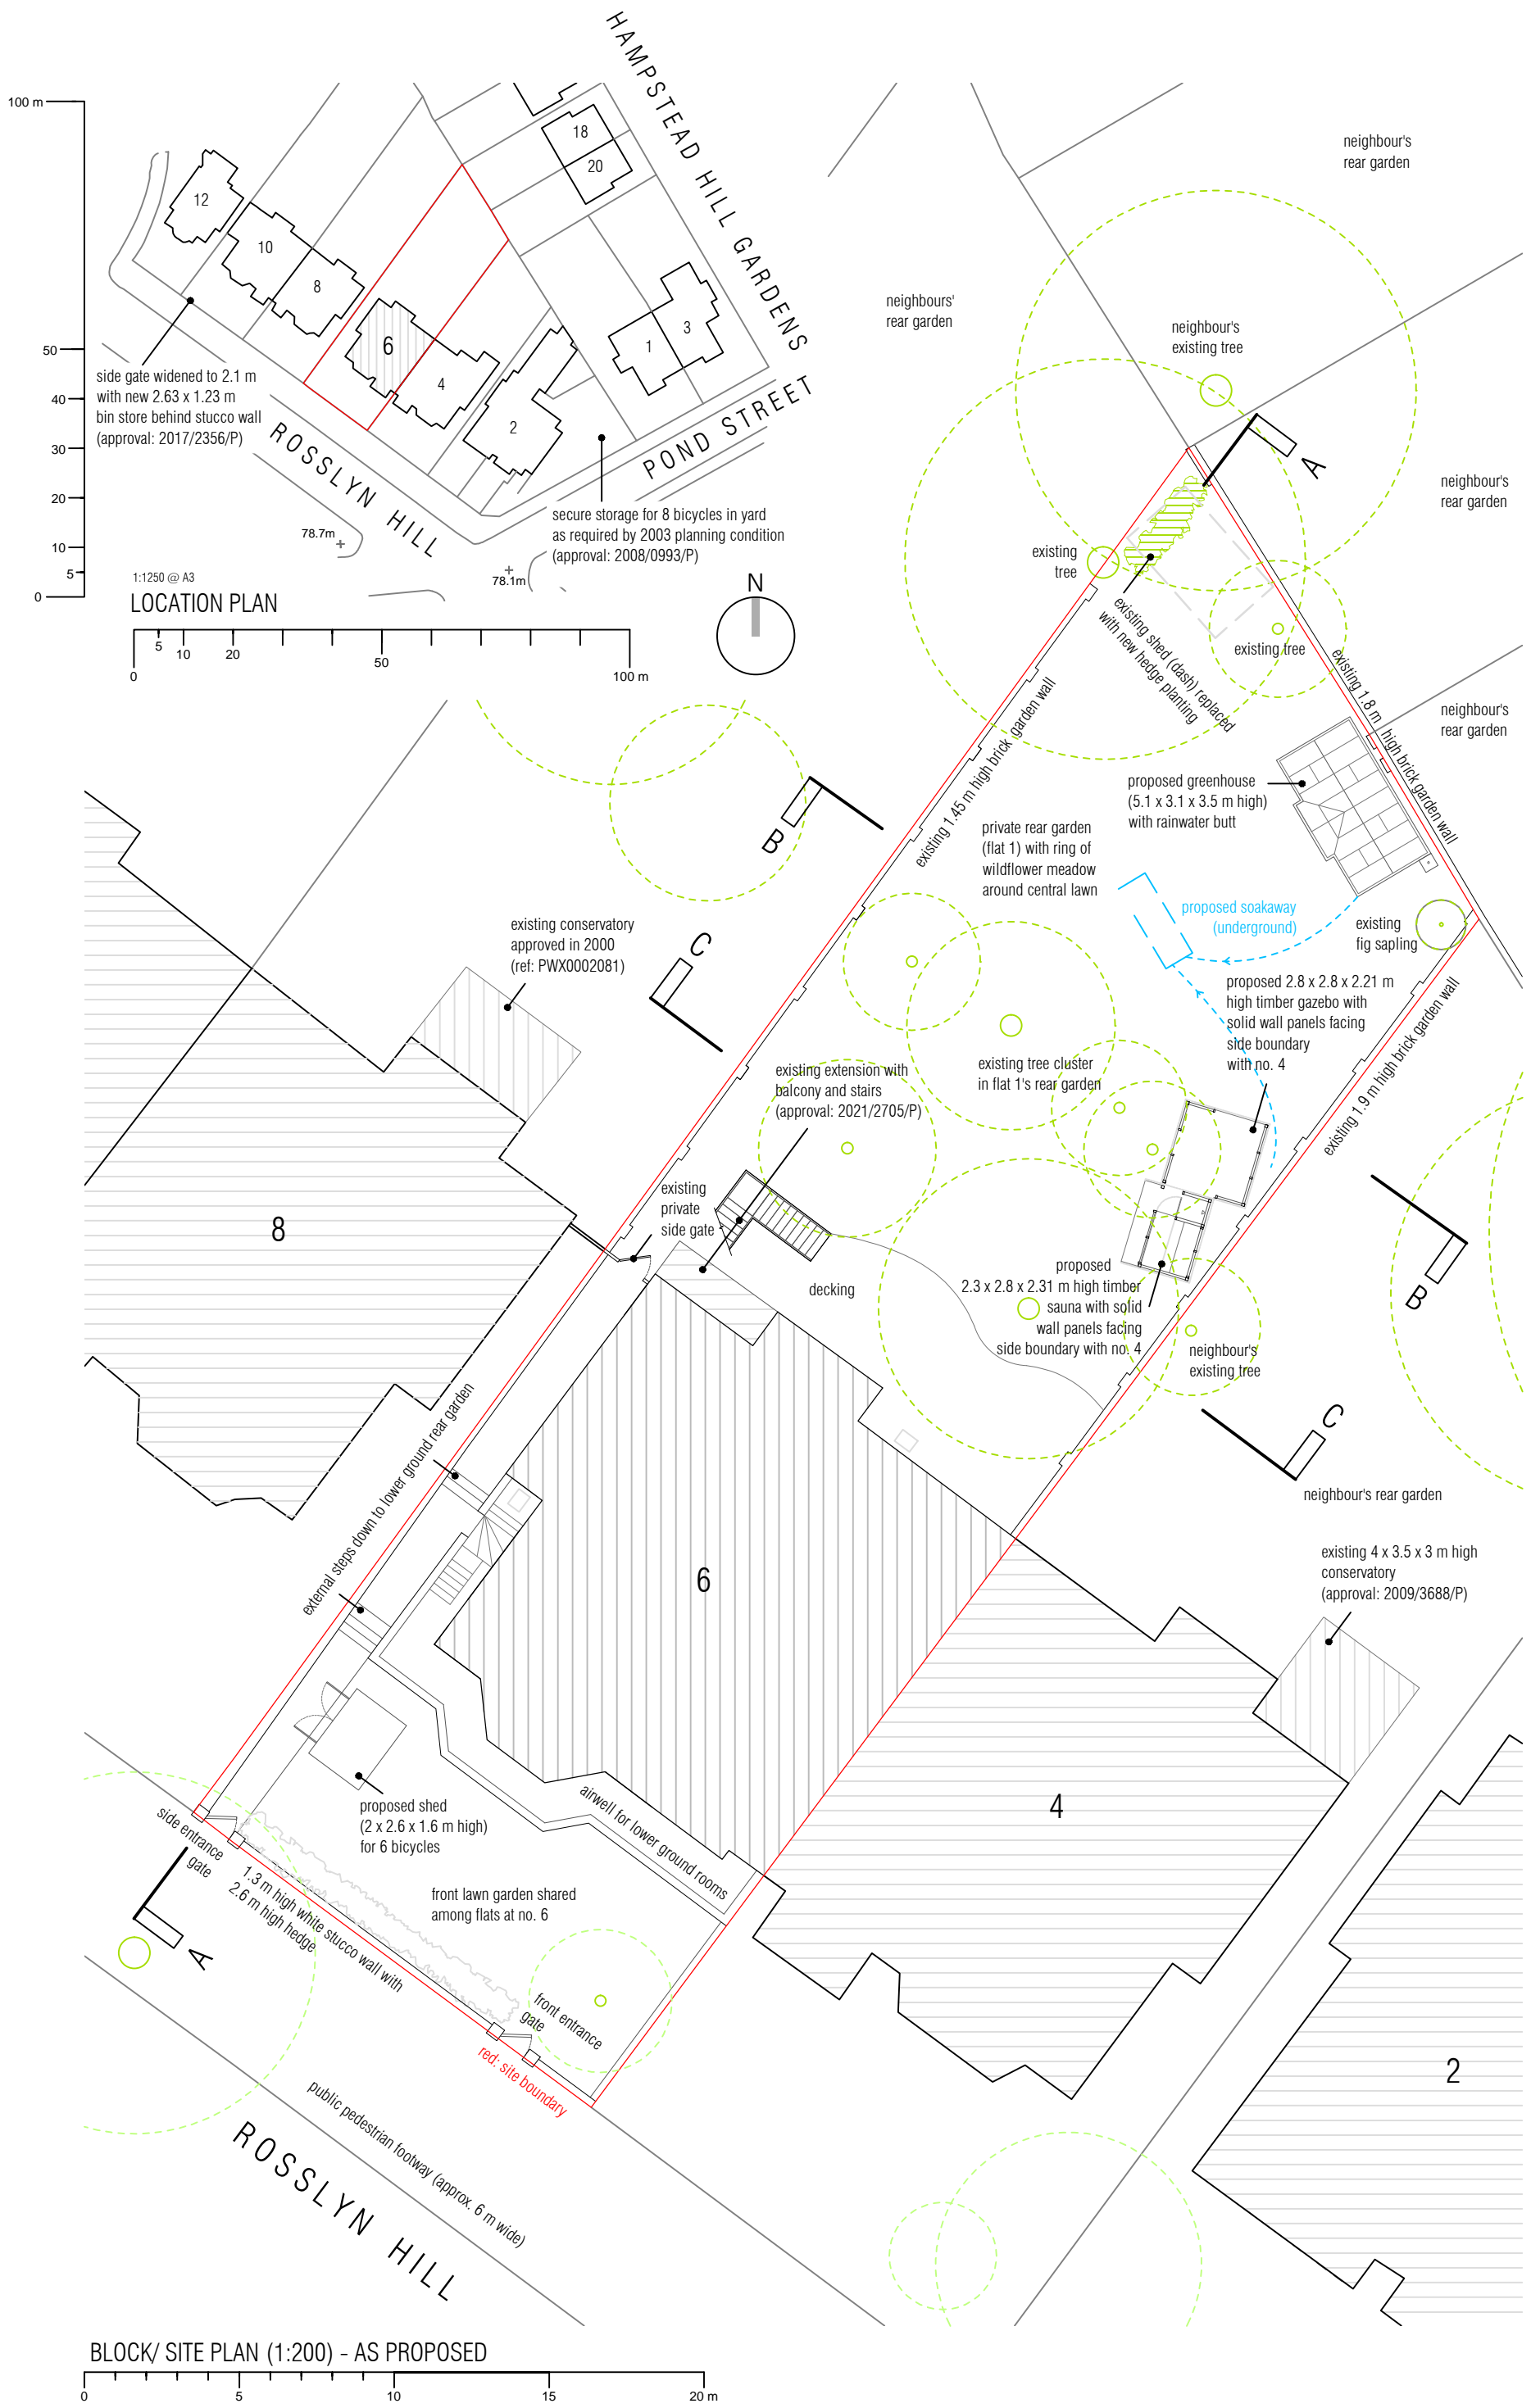 HAMPSTEAD HILL GARDENS
100 m
50
40
30
20
10
5
0
12
10
8
6
4
2
18
20
1
3
side gate widened to 2.1 m
with new 2.63 x 1.23 m
bin store behind stucco wall
(approval: 2017/2356/P)
ROSSLYN HILL
POND STREET
78.7m
78.1m
secure storage for 8 bicycles in yard
as required by 2003 planning condition
(approval: 2008/0993/P)
1:1250 @ A3
LOCATION PLAN
0
5
10
20
50
100 m
N
neighbour's
rear garden
neighbours'
rear garden
neighbour's
existing tree
A
neighbour's
rear garden
existing
tree
existing shed (dash) replaced
with new hedge planting
existing tree
existing 1.8 m high brick garden wall
neighbour's
rear garden
existing 1.45 m high brick garden wall
proposed greenhouse
(5.1 x 3.1 x 3.5 m high)
with rainwater butt
B
private rear garden
(flat 1) with ring of
wildflower meadow
around central lawn
proposed soakaway
(underground)
existing
fig sapling
existing conservatory
approved in 2000
(ref: PWX0002081)
C
proposed 2.8 x 2.8 x 2.21 m
high timber gazebo with
solid wall panels facing
side boundary
with no. 4
existing 1.9 m high brick garden wall
existing tree cluster
in flat 1's rear garden
existing extension with
balcony and stairs
(approval: 2021/2705/P)
existing
private
side gate
8
decking
proposed
2.3 x 2.8 x 2.31 m high timber
sauna with solid
wall panels facing
side boundary with no. 4
B
neighbour's
existing tree
C
neighbour's rear garden
external steps down to lower ground rear garden
6
existing 4 x 3.5 x 3 m high
conservatory
(approval: 2009/3688/P)
4
proposed shed
(2 x 2.6 x 1.6 m high)
for 6 bicycles
airwell for lower ground rooms
side entrance
gate
1.3 m high white stucco wall with
2.6 m high hedge
front lawn garden shared
among flats at no. 6
A
front entrance
gate
red: site boundary
2
public pedestrian footway (approx. 6 m wide)
ROSSLYN HILL
BLOCK/ SITE PLAN (1:200) - AS PROPOSED
0
5
10
15
20 m